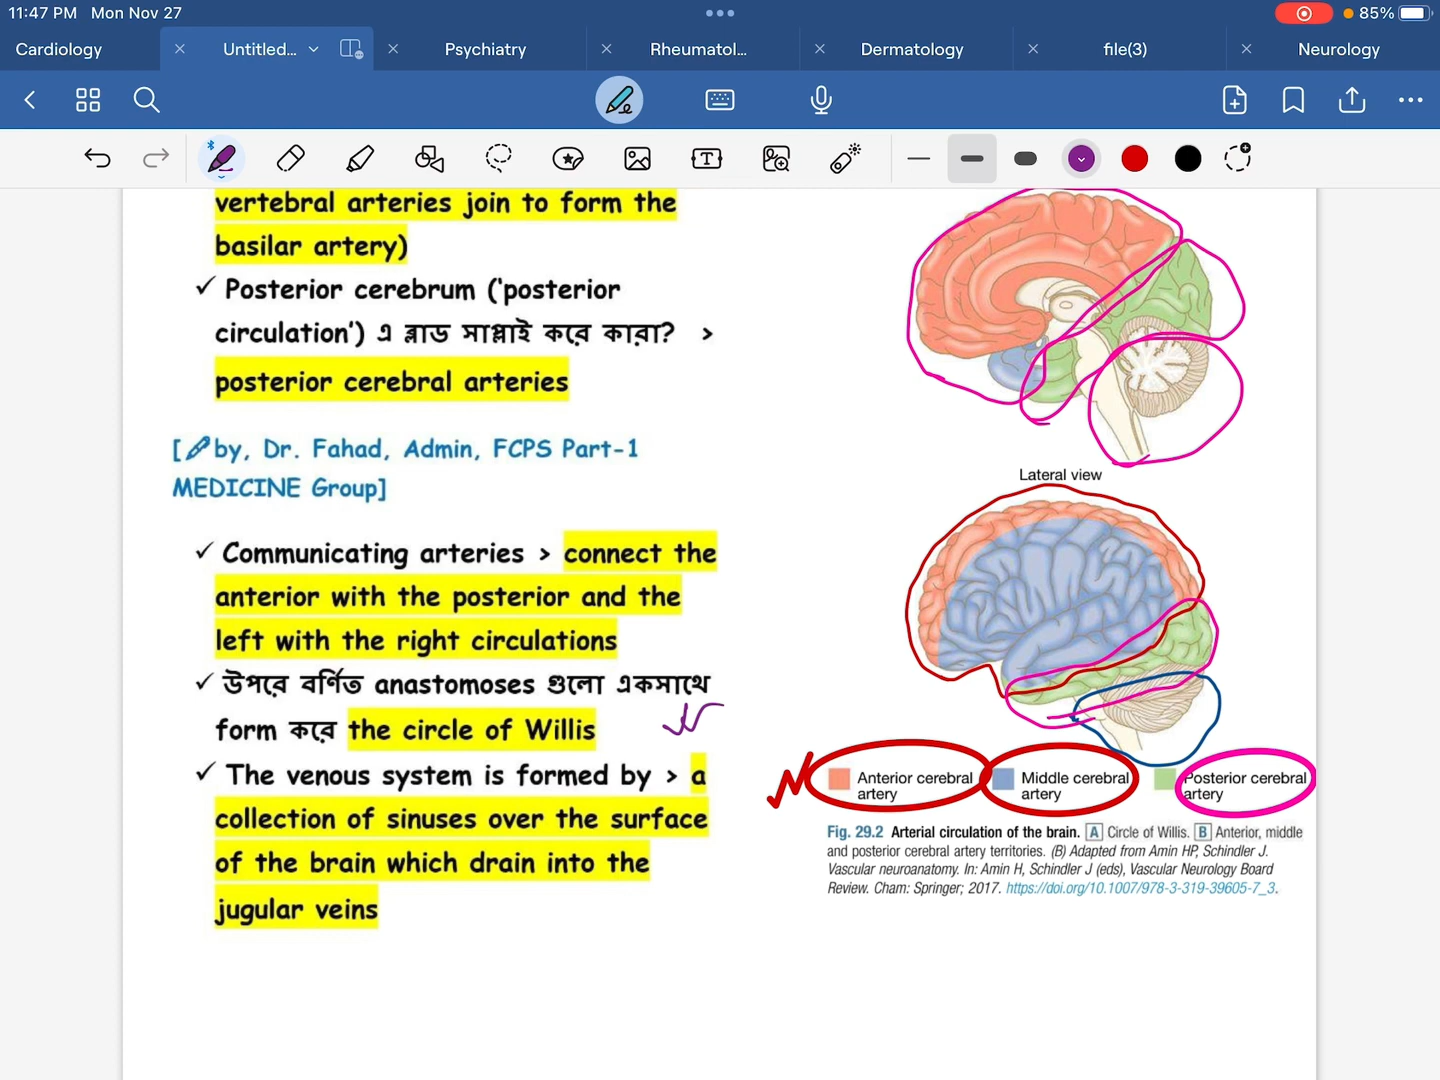 11:47 PM Mon Nov 27
85%
Cardiology
Untitled...
Psychiatry
Rheumatol...
Dermatology
file(3)
Neurology
vertebral arteries join to form the
basilar artery)
✓ Posterior cerebrum ('posterior
circulation') এ ব্লাড সাপ্লাই করে কারা? >
posterior cerebral arteries
[🖋by, Dr. Fahad, Admin, FCPS Part-1
MEDICINE Group]
✓ Communicating arteries > connect the
anterior with the posterior and the
left with the right circulations
✓ উপরে বর্ণিত anastomoses গুলো একসাথে
form করে the circle of Willis
✓ The venous system is formed by > a
collection of sinuses over the surface
of the brain which drain into the
jugular veins
Lateral view
Anterior cerebral
artery
Middle cerebral
artery
Posterior cerebral
artery
Fig. 29.2 Arterial circulation of the brain. A Circle of Willis. B Anterior, middle
and posterior cerebral artery territories. (B) Adapted from Amin HP, Schindler J.
Vascular neuroanatomy. In: Amin H, Schindler J (eds), Vascular Neurology Board
Review. Cham: Springer; 2017. https://doi.org/10.1007/978-3-319-39605-7_3.